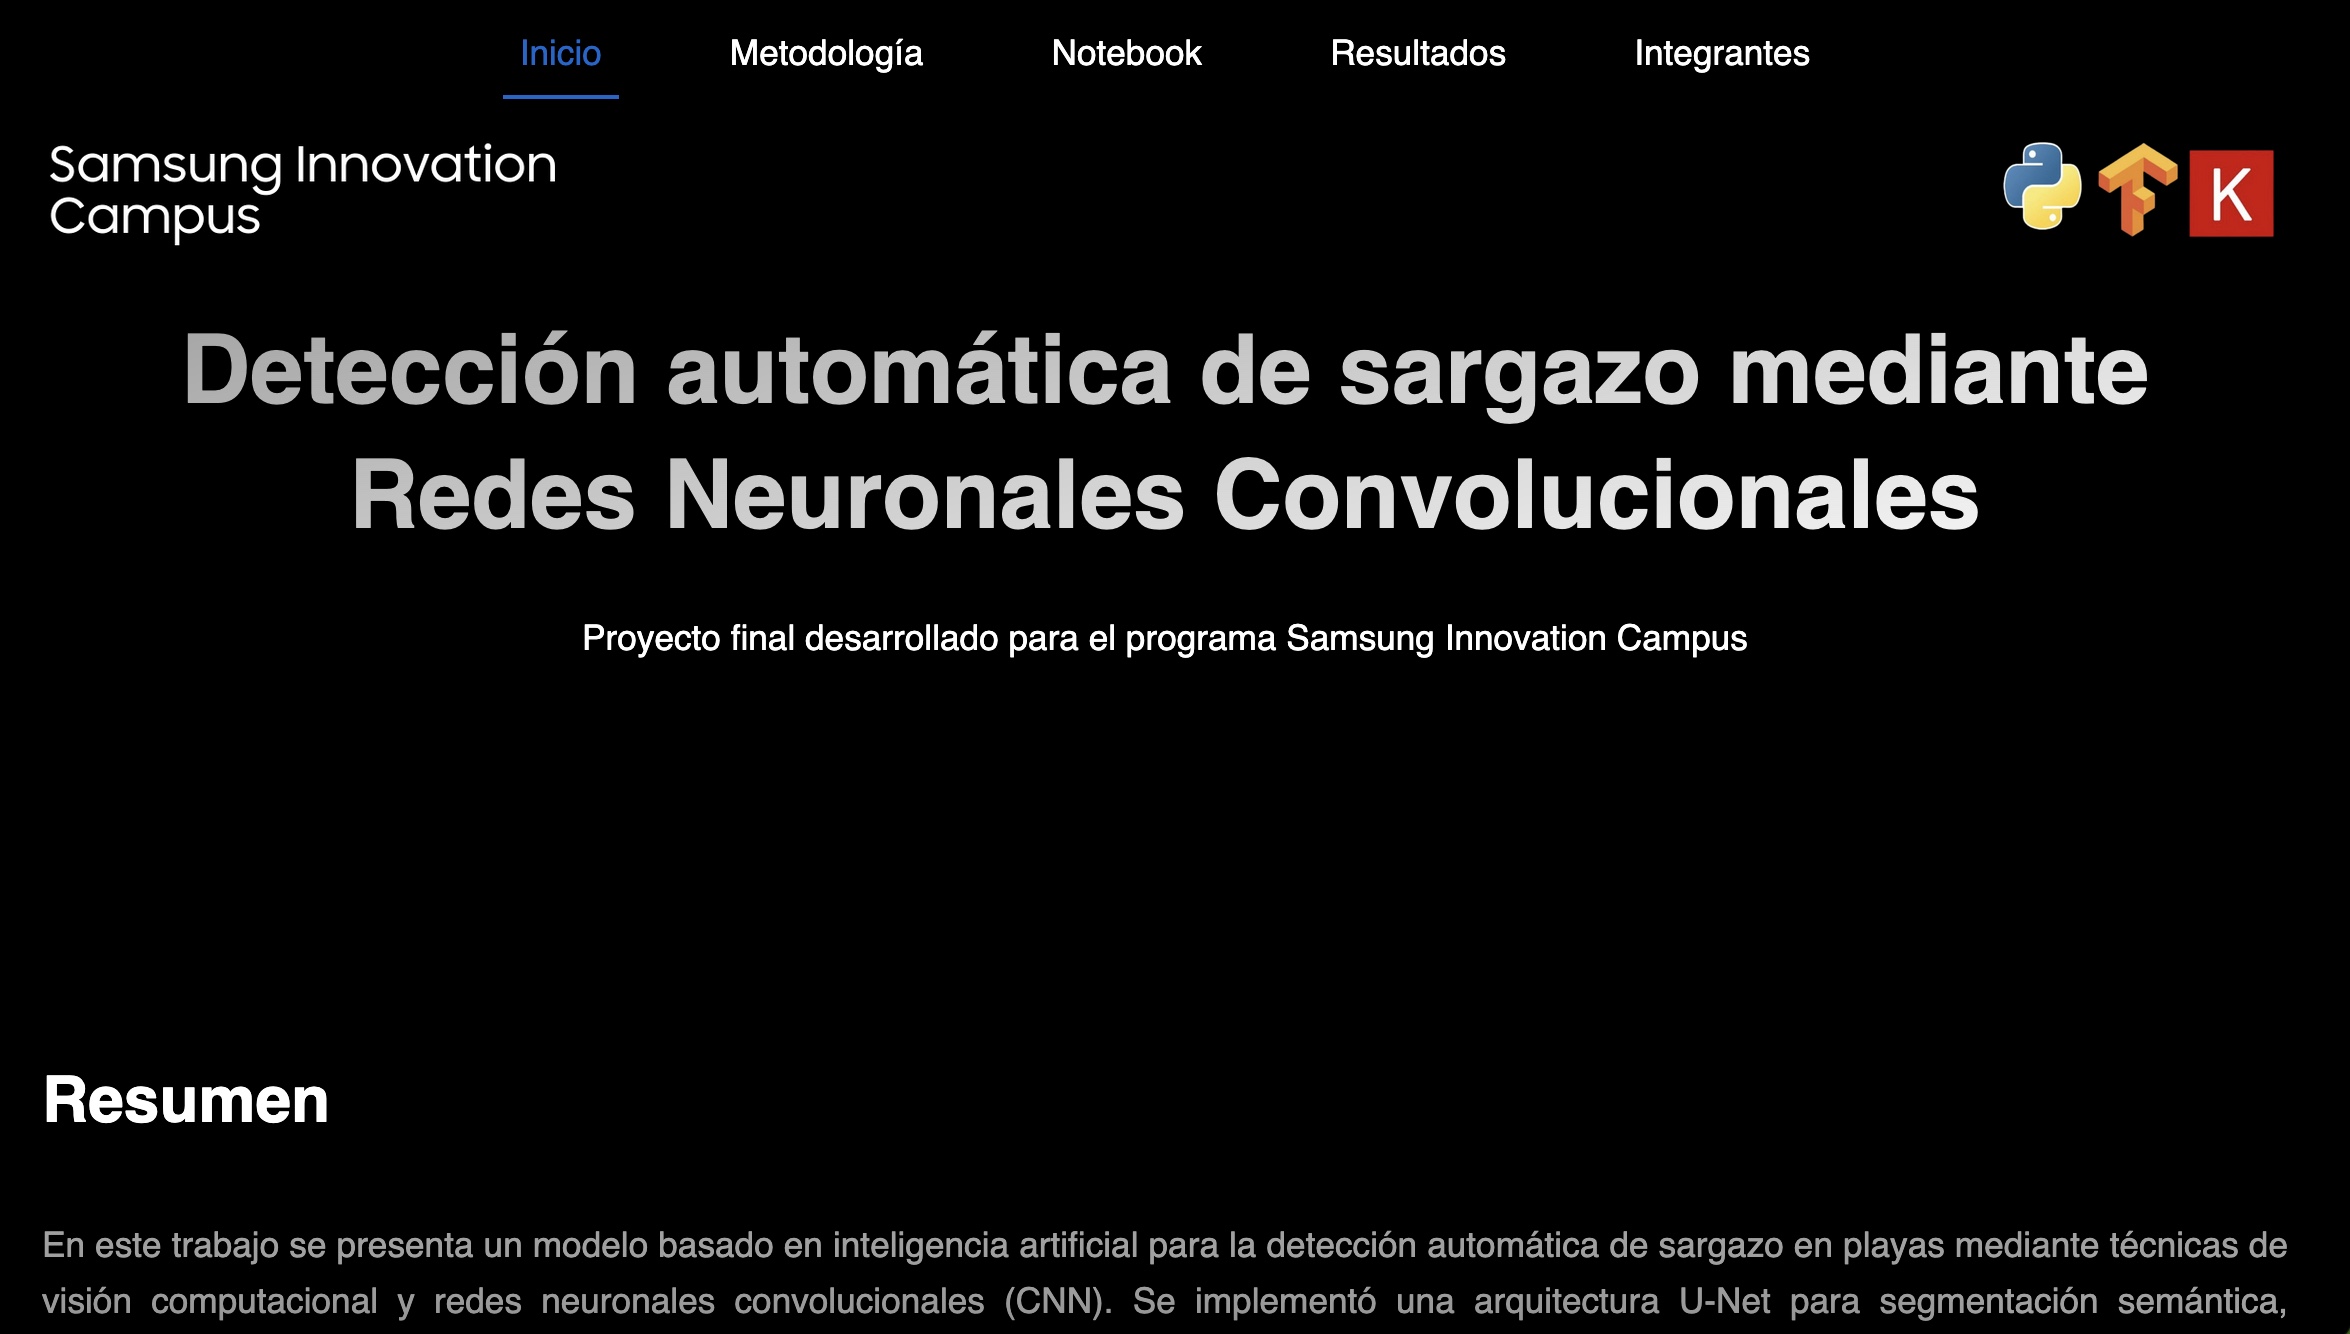 Inicio Metodología Notebook Resultados Integrantes
Samsung Innovation
Campus
K
Detección automática de sargazo mediante
Redes Neuronales Convolucionales
Proyecto final desarrollado para el programa Samsung Innovation Campus
Resumen
En este trabajo se presenta un modelo basado en inteligencia artificial para la detección automática de sargazo en playas mediante técnicas de
visión computacional y redes neuronales convolucionales (CNN). Se implementó una arquitectura U-Net para segmentación semántica,